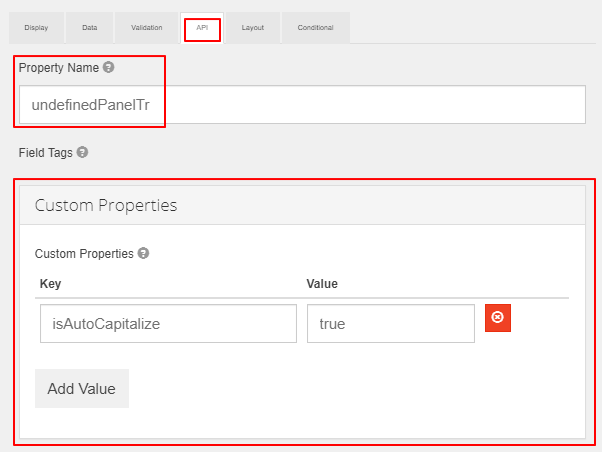 Display Data Validation API Layout Conditional
Property Name
undefinedPanelTr
Field Tags
Custom Properties
Custom Properties
Key Value
isAutoCapitalize true
Add Value